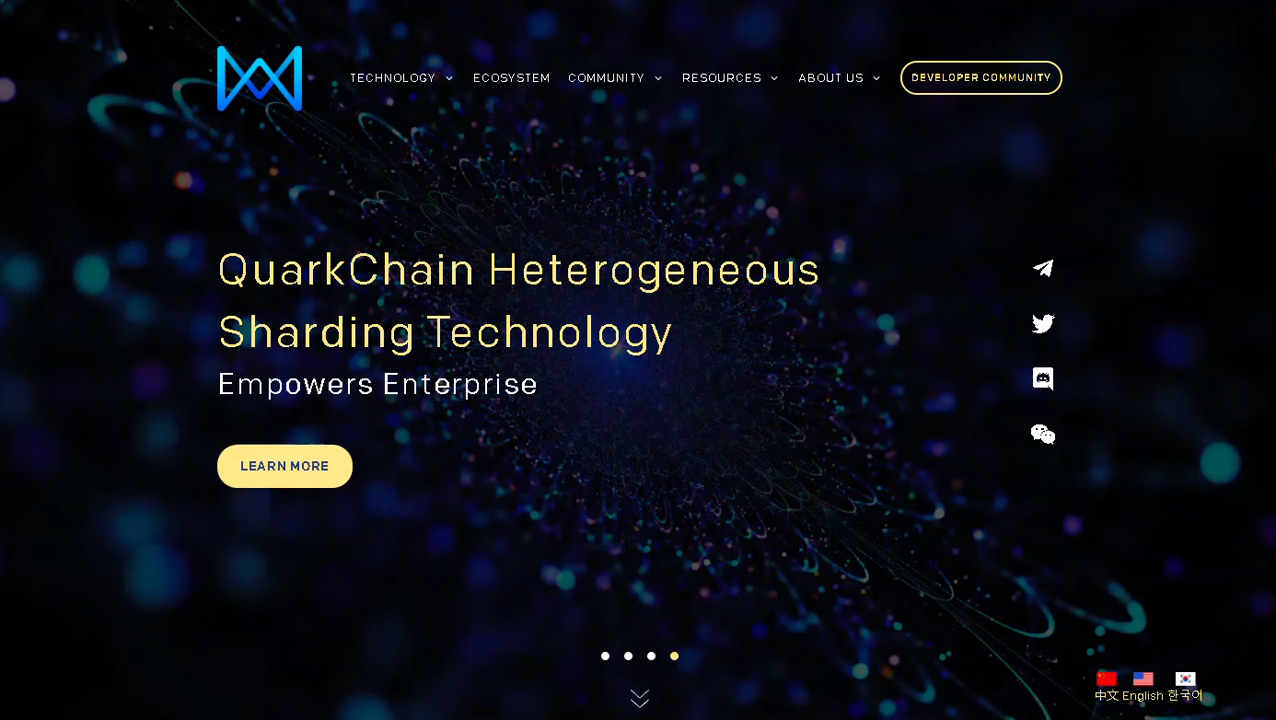 TECHNOLOGY ECOSYSTEM COMMUNITY RESOURCES ABOUT US DEVELOPER COMMUNITY
QuarkChain Heterogeneous
Sharding Technology
Empowers Enterprise
LEARN MORE
中文 English 한국어